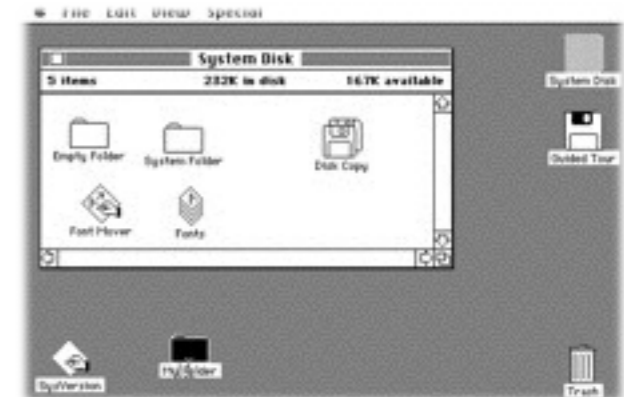 File Edit View Special
System Disk
5 items 232K in disk 167K available
System Disk
Empty Folder System Folder Disk Copy
Guided Tour
Font Mover Fonts
SysVersion
Trash